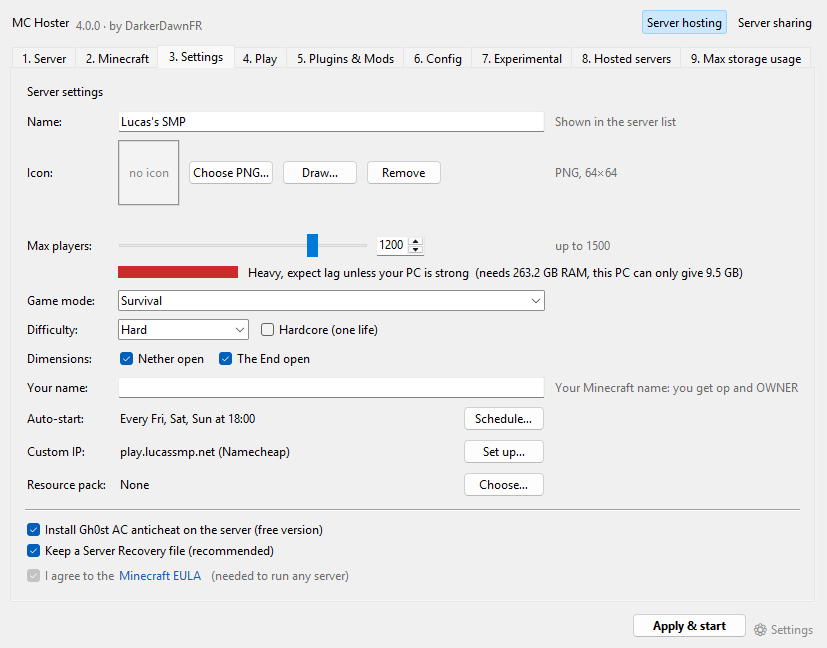 MC Hoster 4.0.0 · by DarkerDawnFR Server hosting Server sharing
1. Server 2. Minecraft 3. Settings 4. Play 5. Plugins & Mods 6. Config 7. Experimental 8. Hosted servers 9. Max storage usage
Server settings
Name: Lucas's SMP Shown in the server list
Icon: no icon Choose PNG... Draw... Remove PNG, 64×64
Max players: 1200 up to 1500
Heavy, expect lag unless your PC is strong (needs 263.2 GB RAM, this PC can only give 9.5 GB)
Game mode: Survival
Difficulty: Hard Hardcore (one life)
Dimensions: Nether open The End open
Your name: Your Minecraft name: you get op and OWNER
Auto-start: Every Fri, Sat, Sun at 18:00 Schedule...
Custom IP: play.lucassmp.net (Namecheap) Set up...
Resource pack: None Choose...
Install Gh0st AC anticheat on the server (free version)
Keep a Server Recovery file (recommended)
I agree to the Minecraft EULA (needed to run any server)
Apply & start Settings